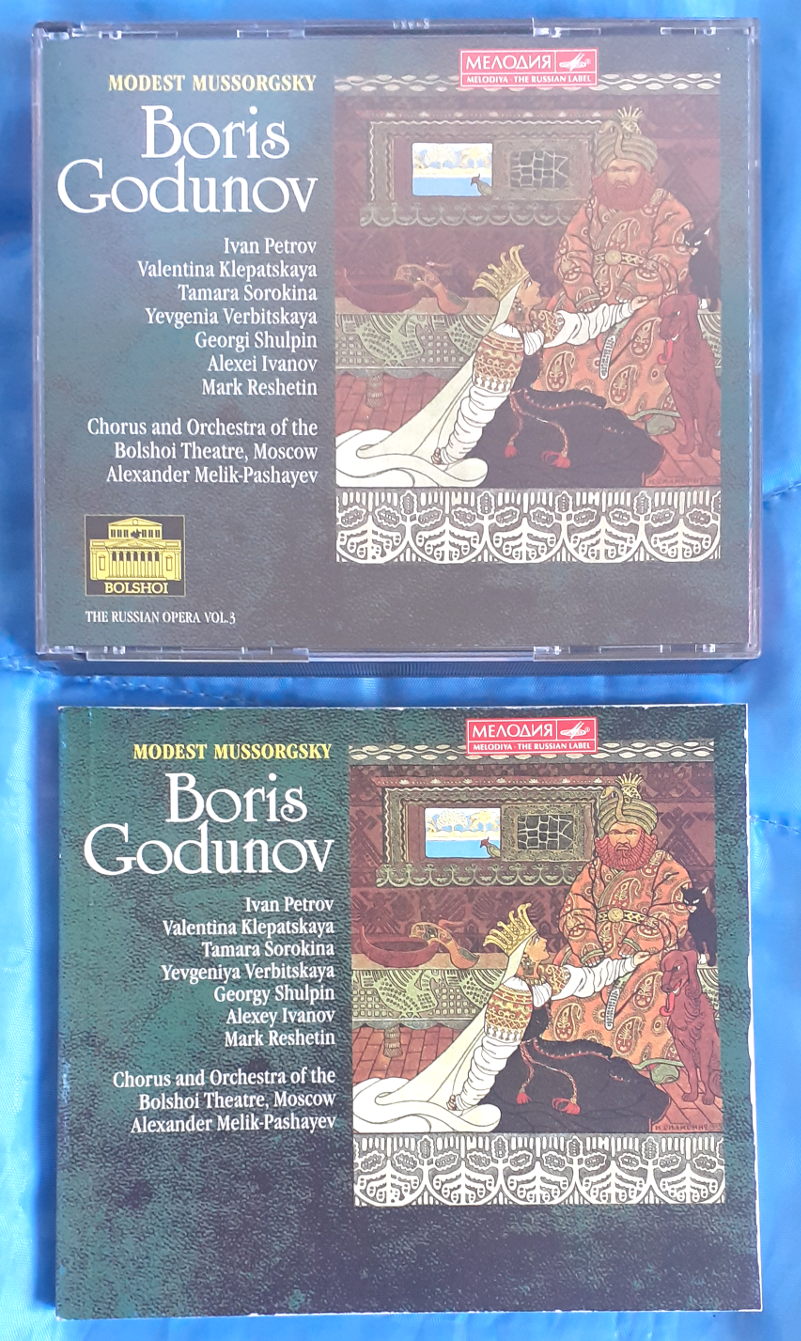 МЕЛОДИЯ
MELODIYA · THE RUSSIAN LABEL
MODEST MUSSORGSKY
Boris
Godunov
Ivan Petrov
Valentina Klepatskaya
Tamara Sorokina
Yevgenia Verbitskaya
Georgi Shulpin
Alexei Ivanov
Mark Reshetin
Chorus and Orchestra of the
Bolshoi Theatre, Moscow
Alexander Melik-Pashayev
BOLSHOI
THE RUSSIAN OPERA VOL.3
МЕЛОДИЯ
MELODIYA · THE RUSSIAN LABEL
MODEST MUSSORGSKY
Boris
Godunov
Ivan Petrov
Valentina Klepatskaya
Tamara Sorokina
Yevgeniya Verbitskaya
Georgy Shulpin
Alexey Ivanov
Mark Reshetin
Chorus and Orchestra of the
Bolshoi Theatre, Moscow
Alexander Melik-Pashayev